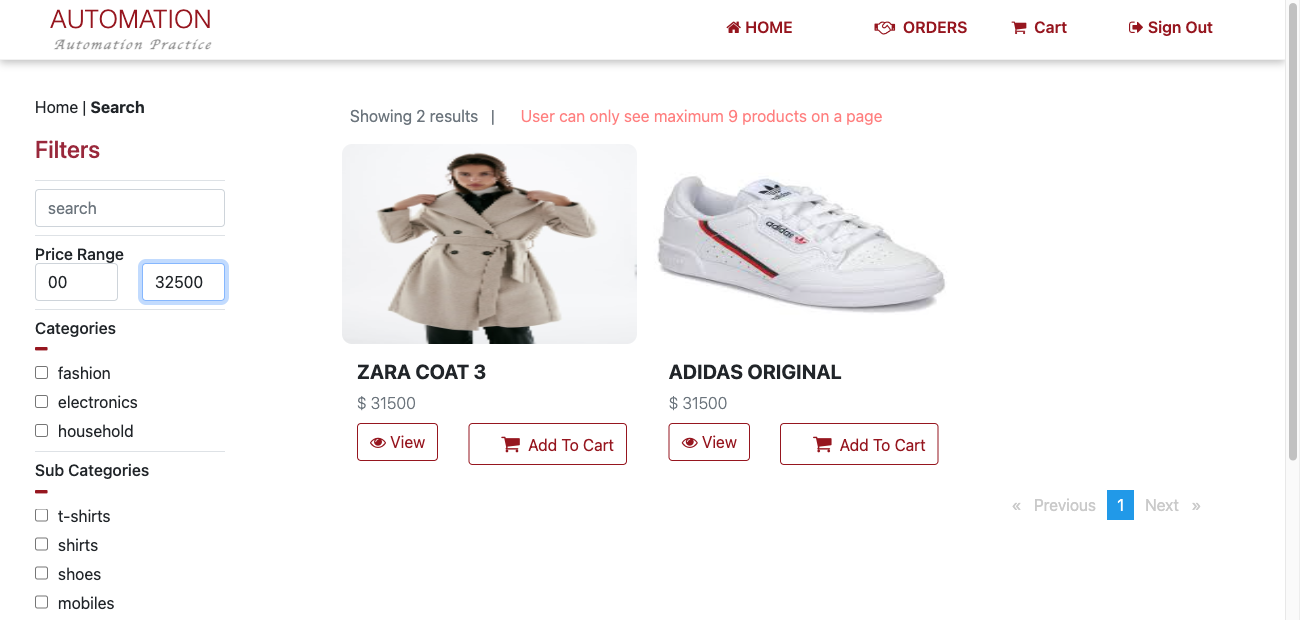 AUTOMATION
Automation Practice
HOME
ORDERS
Cart
Sign Out
Home | Search
Filters
search
Price Range
00
32500
Categories
fashion
electronics
household
Sub Categories
t-shirts
shirts
shoes
mobiles
Showing 2 results |
User can only see maximum 9 products on a page
adidas
adidas
ZARA COAT 3
$ 31500
View
Add To Cart
ADIDAS ORIGINAL
$ 31500
View
Add To Cart
« Previous 1 Next »